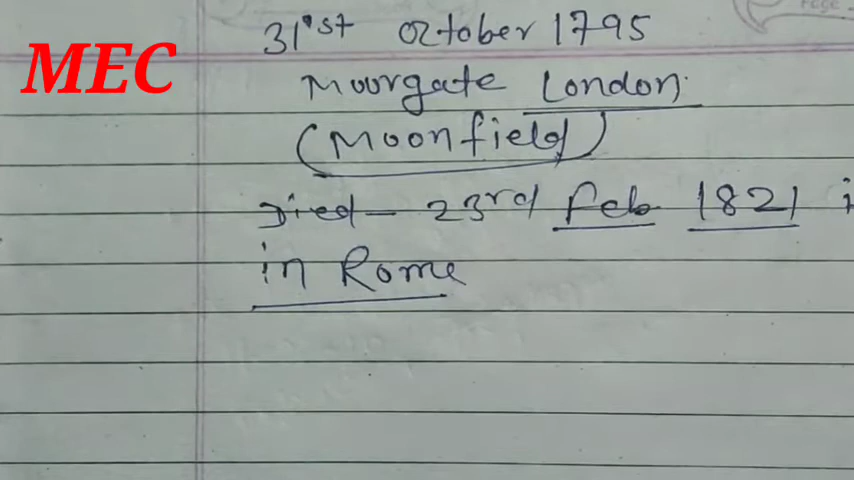 31st October 1795
MEC
Moorgate London.
(Moonfield)
Died - 23rd Feb 1821 i
in Rome